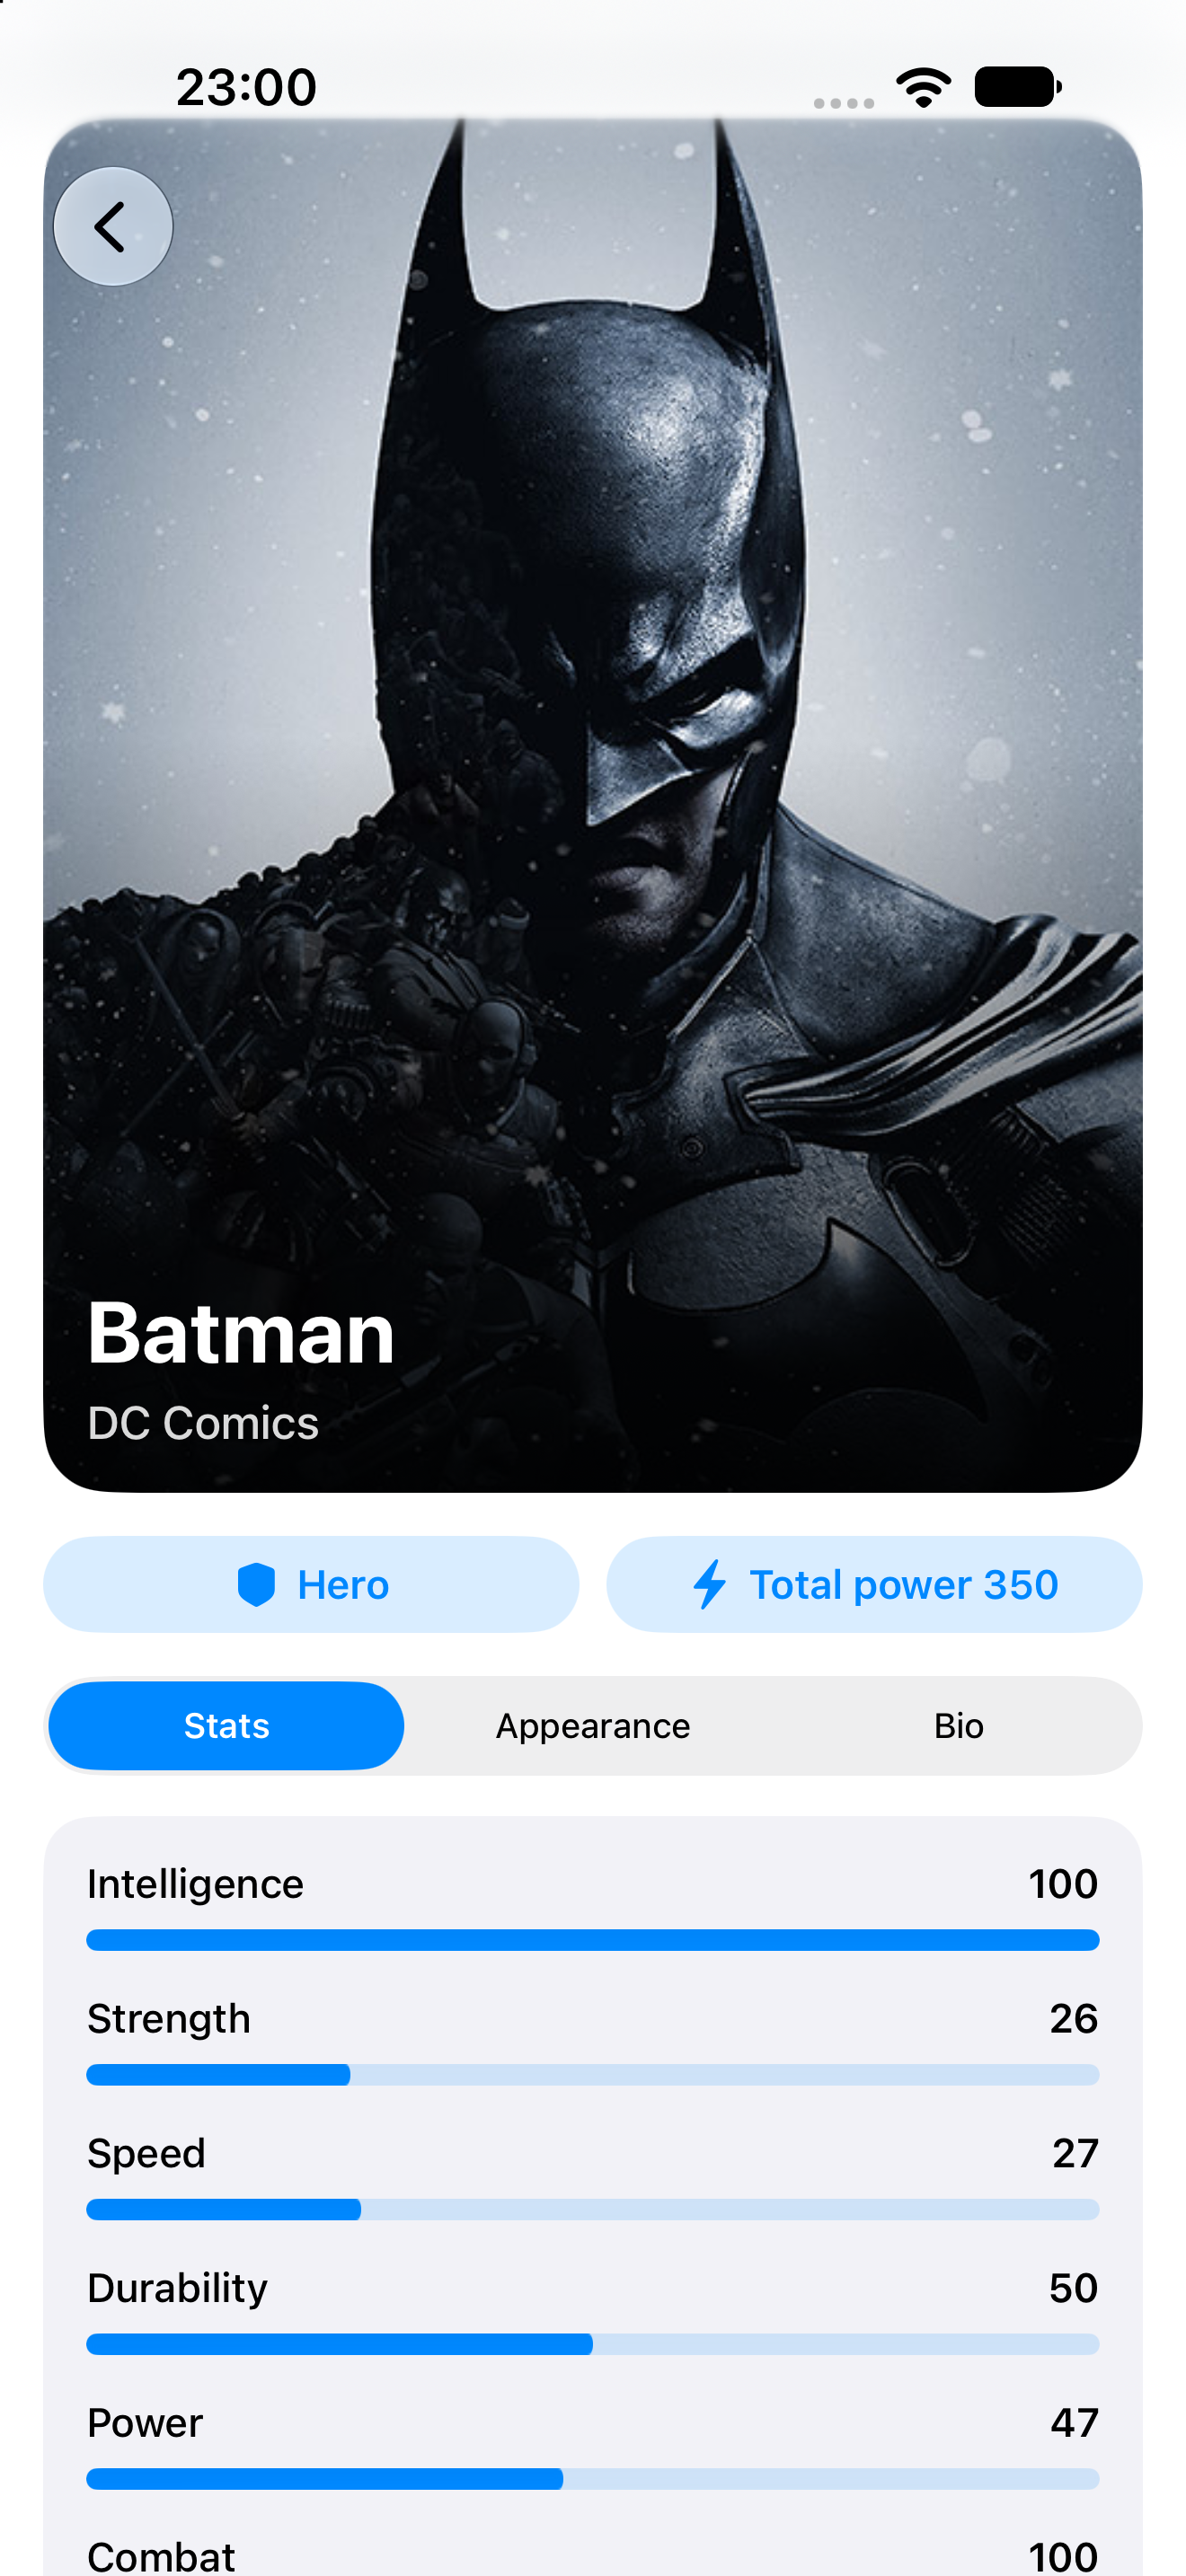 23:00
Batman
DC Comics
Hero
Total power 350
Stats
Appearance
Bio
Intelligence 100
Strength 26
Speed 27
Durability 50
Power 47
Combat 100